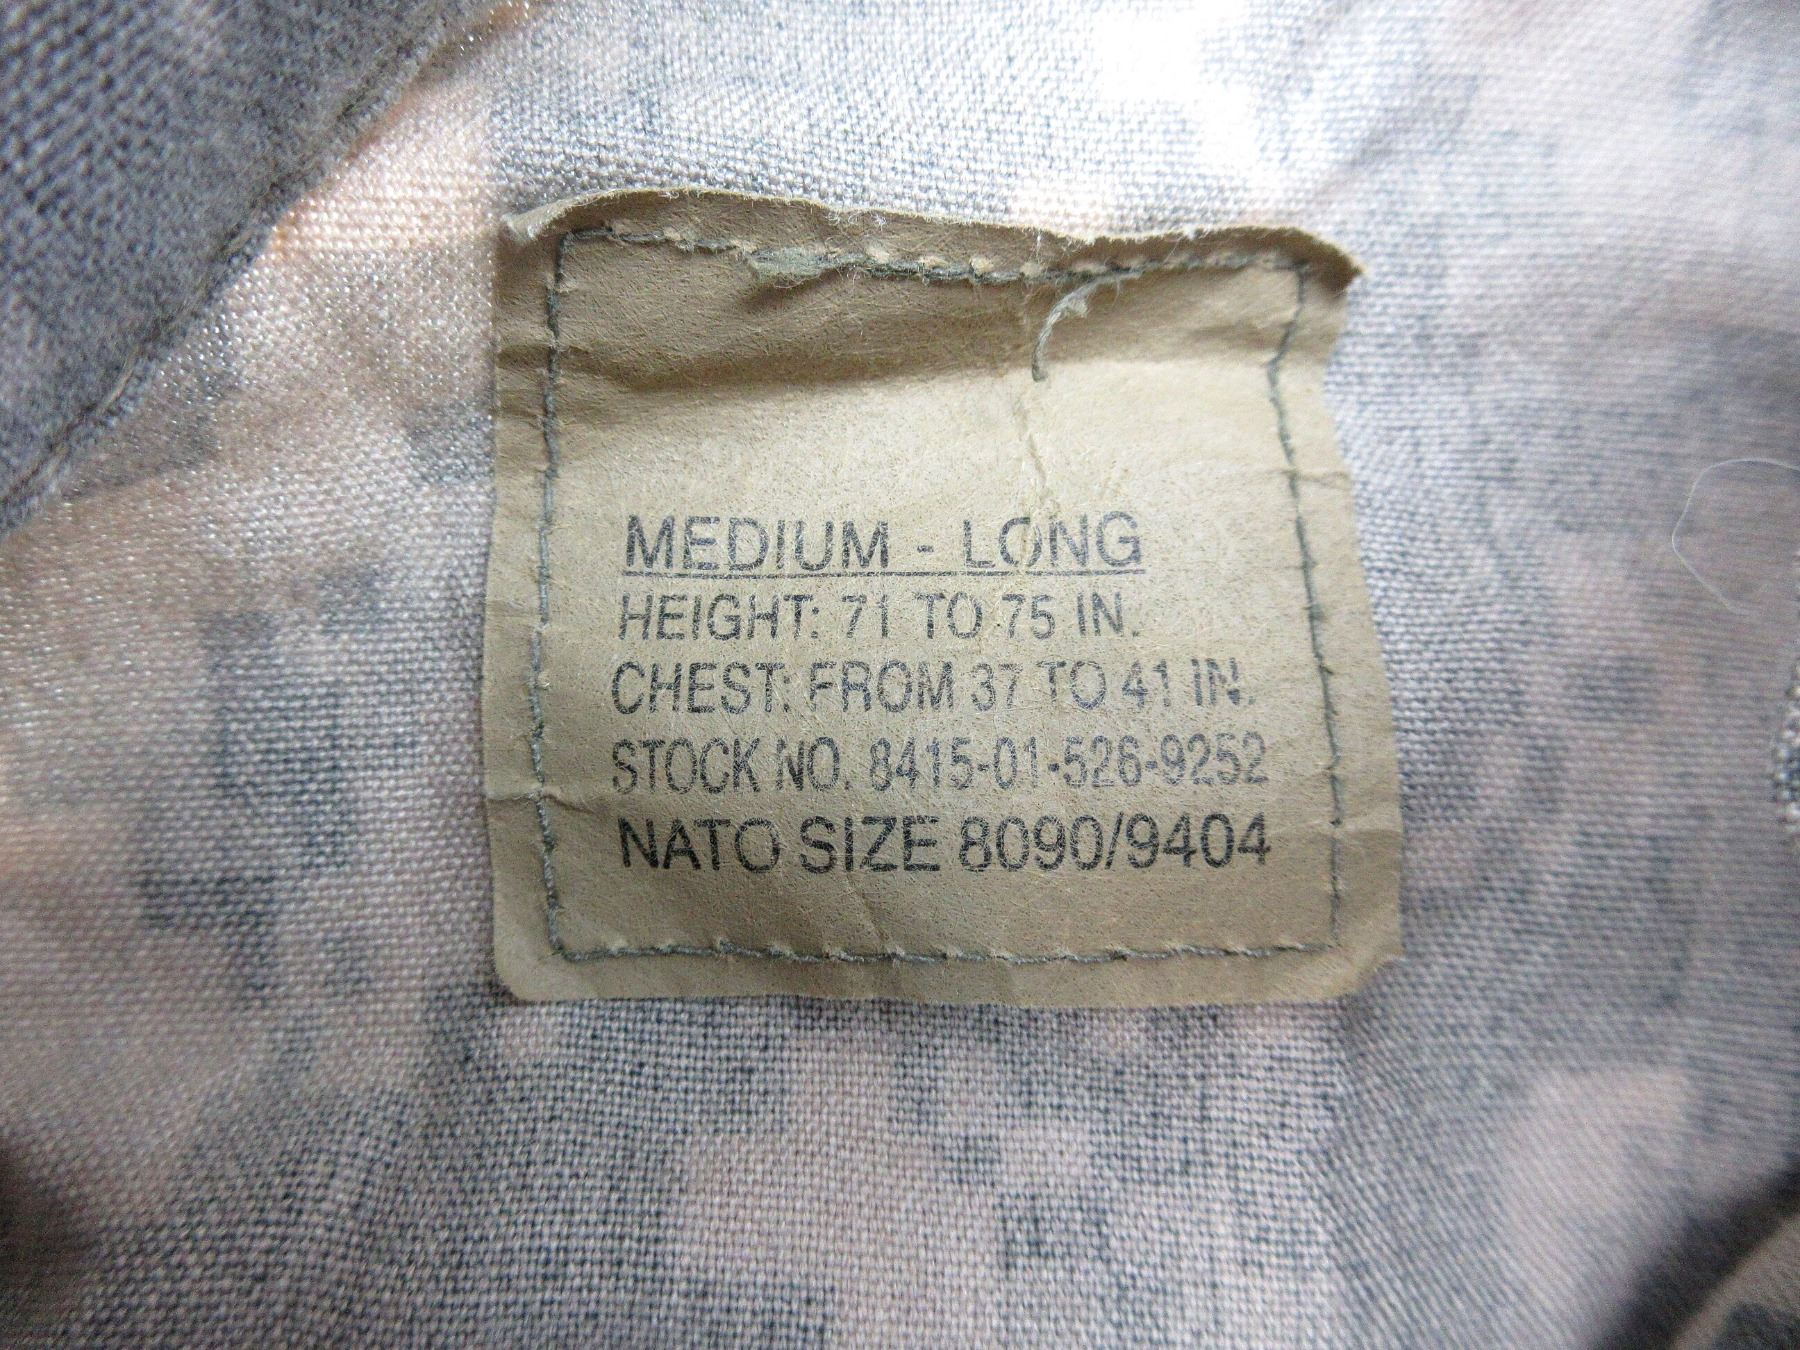 MEDIUM - LONG
HEIGHT: 71 TO 75 IN.
CHEST: FROM 37 TO 41 IN.
STOCK NO. 8415-01-526-9252
NATO SIZE 8090/9404